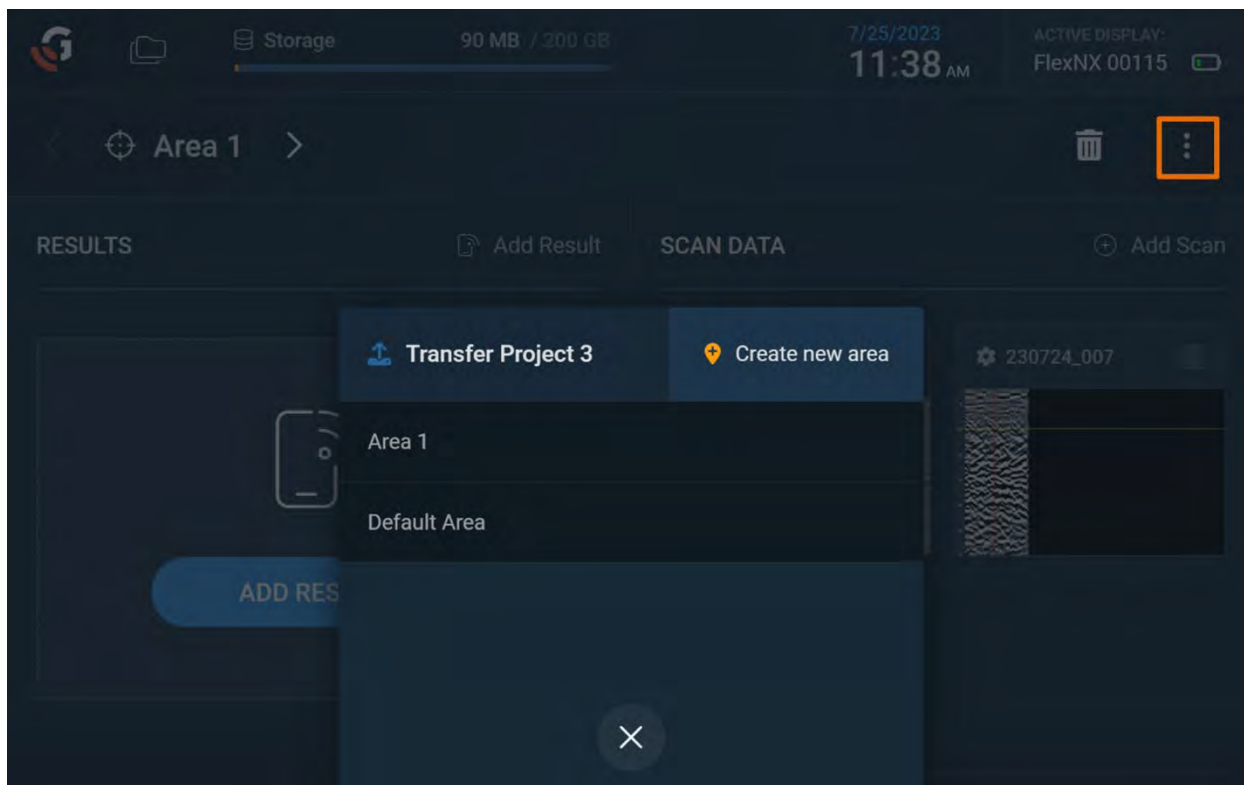 Storage 90 MB / 200 GB
7/25/2023
11:38 AM
ACTIVE DISPLAY:
FlexNX 00115
Area 1
RESULTS
Add Result
SCAN DATA
Add Scan
Transfer Project 3
Create new area
230724_007
Area 1
Default Area
ADD RES